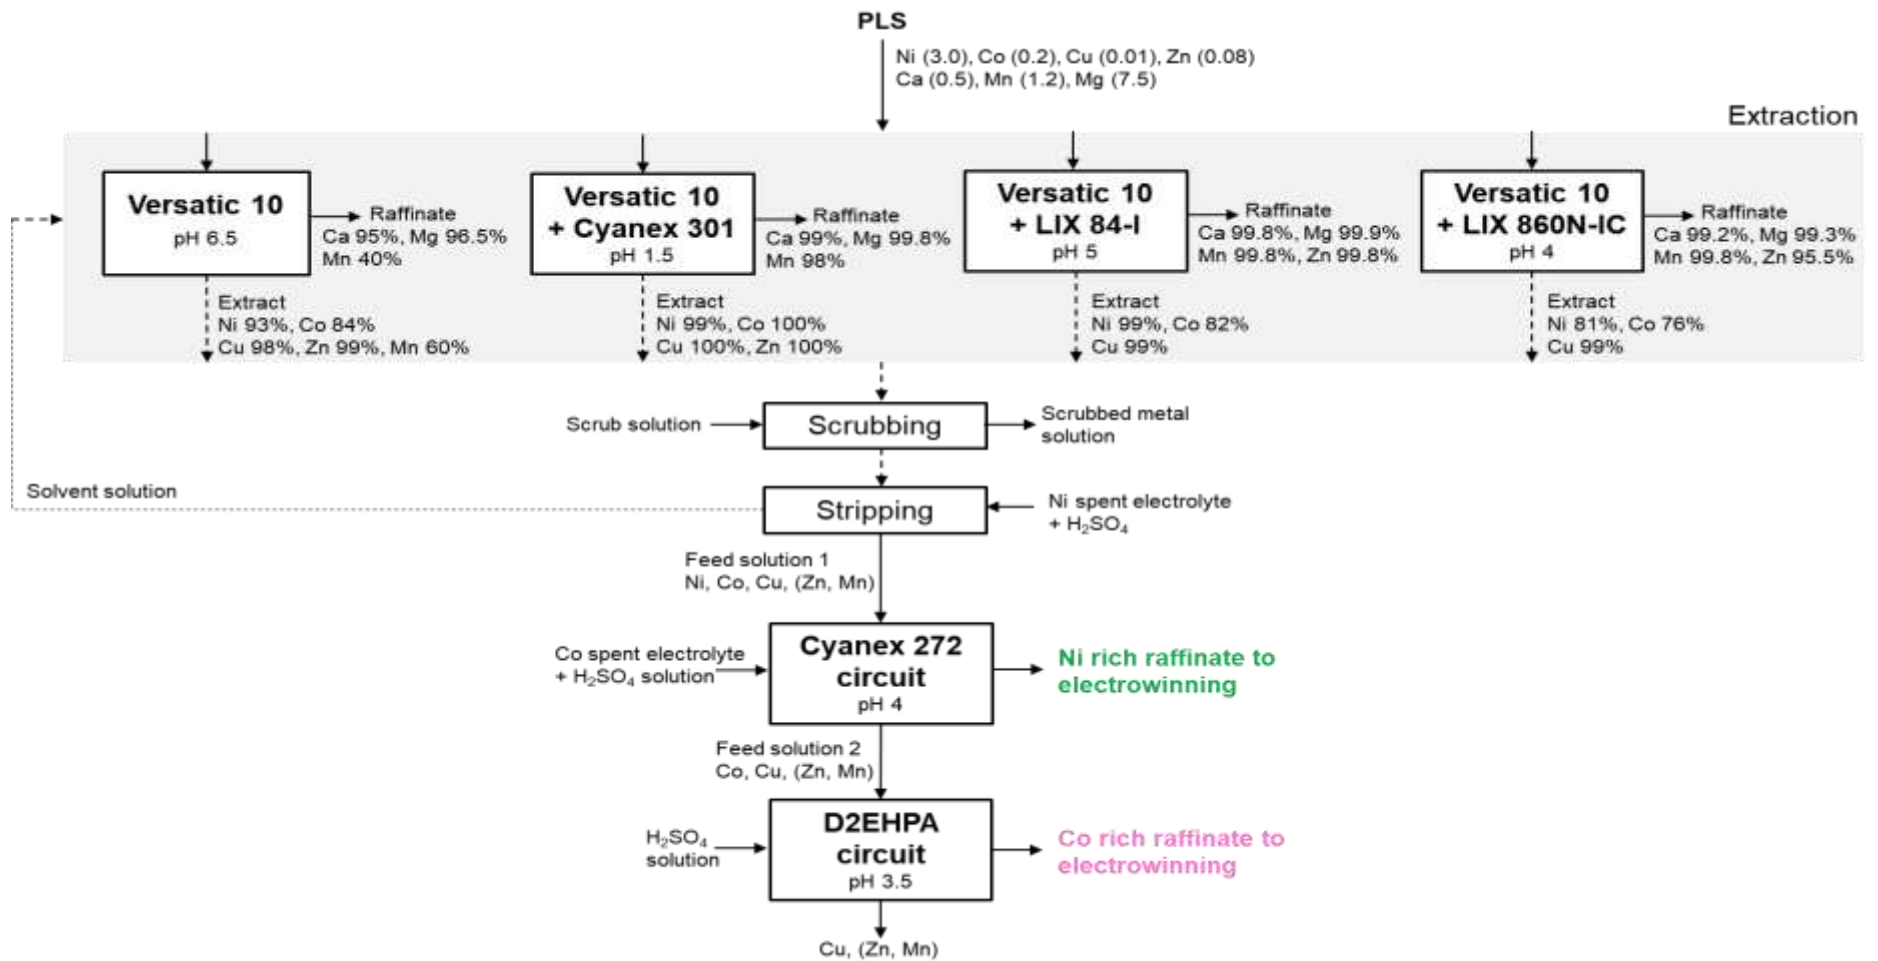 PLS
Ni (3.0), Co (0.2), Cu (0.01), Zn (0.08)
Ca (0.5), Mn (1.2), Mg (7.5)
Extraction
Versatic 10
pH 6.5
Raffinate
Ca 95%, Mg 96.5%
Mn 40%
Extract
Ni 93%, Co 84%
Cu 98%, Zn 99%, Mn 60%
Versatic 10
+ Cyanex 301
pH 1.5
Raffinate
Ca 99%, Mg 99.8%
Mn 98%
Extract
Ni 99%, Co 100%
Cu 100%, Zn 100%
Versatic 10
+ LIX 84-I
pH 5
Raffinate
Ca 99.8%, Mg 99.9%
Mn 99.8%, Zn 99.8%
Extract
Ni 99%, Co 82%
Cu 99%
Versatic 10
+ LIX 860N-IC
pH 4
Raffinate
Ca 99.2%, Mg 99.3%
Mn 99.8%, Zn 95.5%
Extract
Ni 81%, Co 76%
Cu 99%
Scrub solution
Scrubbing
Scrubbed metal
solution
Solvent solution
Stripping
Ni spent electrolyte
+ H₂SO₄
Feed solution 1
Ni, Co, Cu, (Zn, Mn)
Co spent electrolyte
+ H₂SO₄ solution
Cyanex 272
circuit
pH 4
Ni rich raffinate to
electrowinning
Feed solution 2
Co, Cu, (Zn, Mn)
H₂SO₄
solution
D2EHPA
circuit
pH 3.5
Co rich raffinate to
electrowinning
Cu, (Zn, Mn)